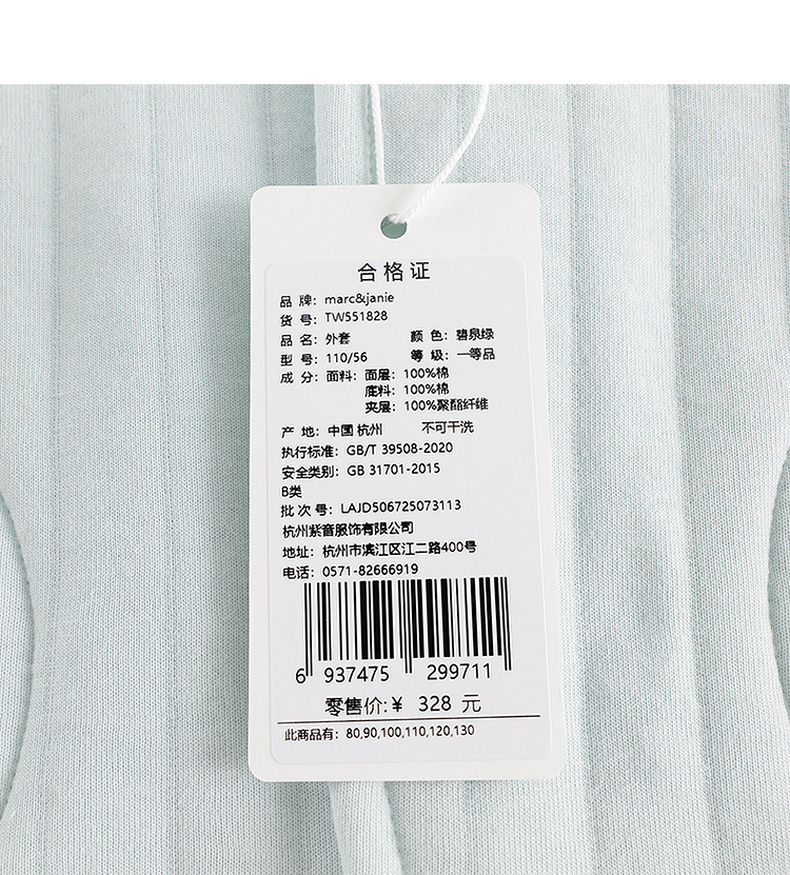 合格证
品 牌：marc&janie
货 号：TW551828
品 名：外套 颜 色：碧泉绿
型 号：110/56 等 级：一等品
成 分：面料：面层：100%棉
底料：100%棉
夹层：100%聚酯纤维
产 地：中国 杭州 不可干洗
执行标准：GB/T 39508-2020
安全类别：GB 31701-2015
B类
批 次 号：LAJD506725073113
杭州紫音服饰有限公司
地址：杭州市滨江区江二路400号
电话：0571-82666919
6 937475 299711
零售价:￥ 328 元
此商品有：80,90,100,110,120,130